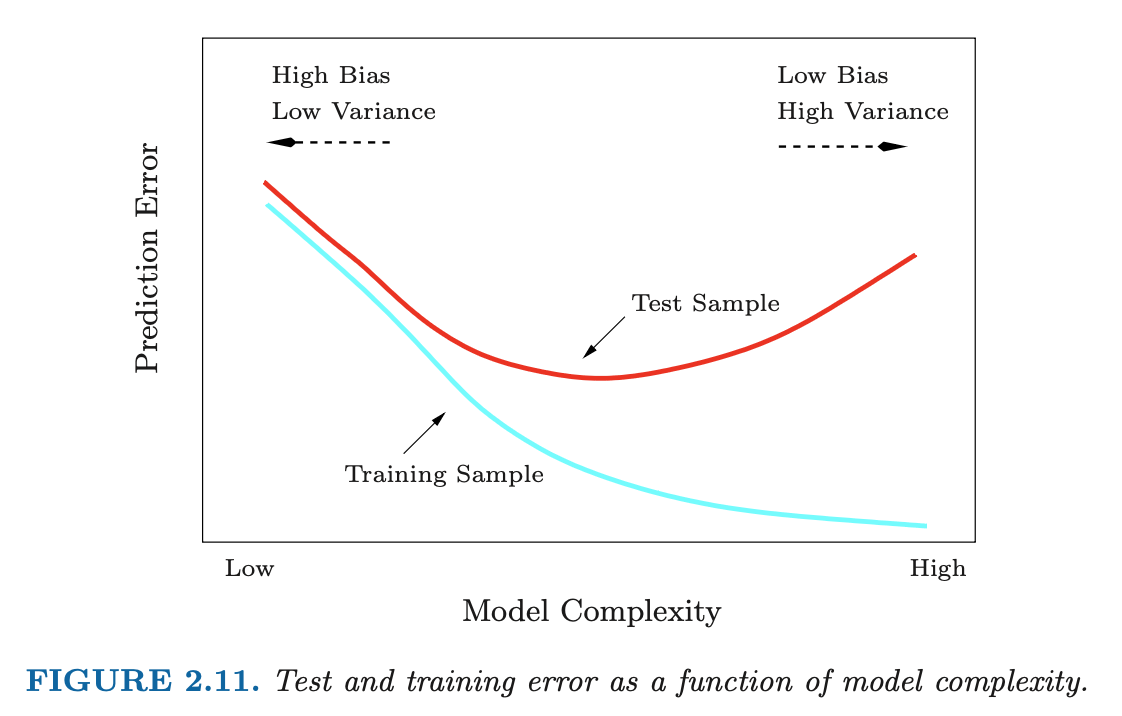 High Bias
Low Variance
Low Bias
High Variance
Prediction Error
Test Sample
Training Sample
Low
High
Model Complexity
FIGURE 2.11. Test and training error as a function of model complexity.